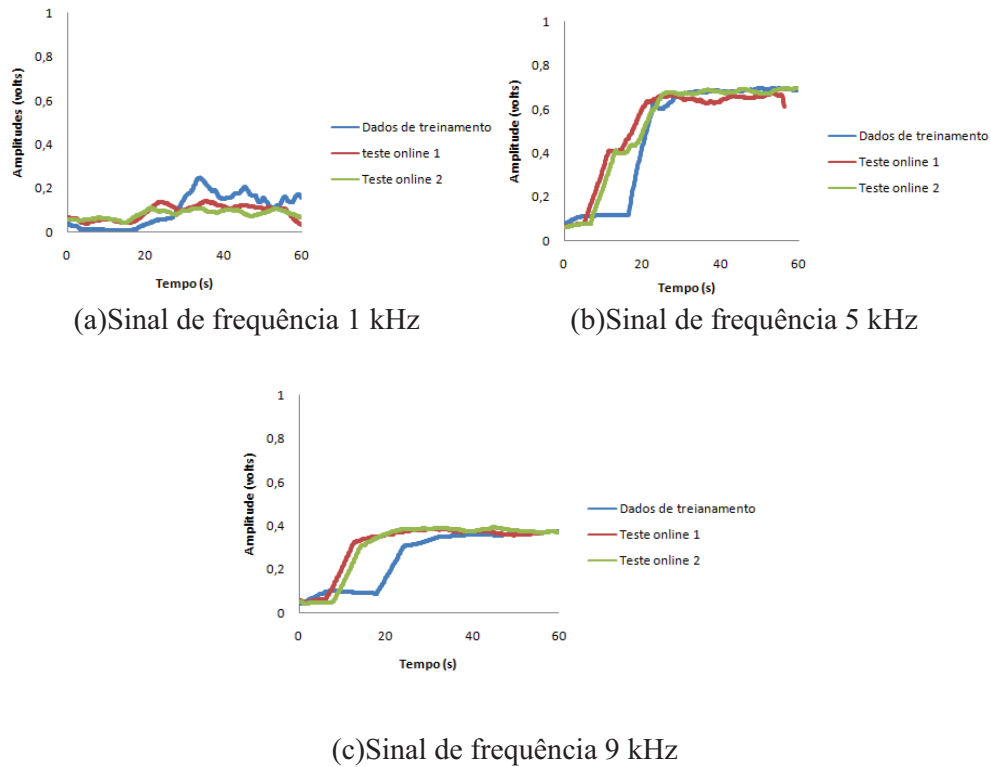 1
0,8
0,6
0,4
0,2
0
Amplitudes (volts)
0 20 40 60
Tempo (s)
Dados de treinamento
teste online 1
Teste online 2
(a)Sinal de frequência 1 kHz
1
0,8
0,6
0,4
0,2
0
Amplitude (volts)
0 20 40 60
Tempo (s)
Dados de treinamento
Teste online 1
Teste online 2
(b)Sinal de frequência 5 kHz
1
0,8
0,6
0,4
0,2
0
Amplitude (volts)
0 20 40 60
Tempo (s)
Dados de treianamento
Teste online 1
Teste online 2
(c)Sinal de frequência 9 kHz